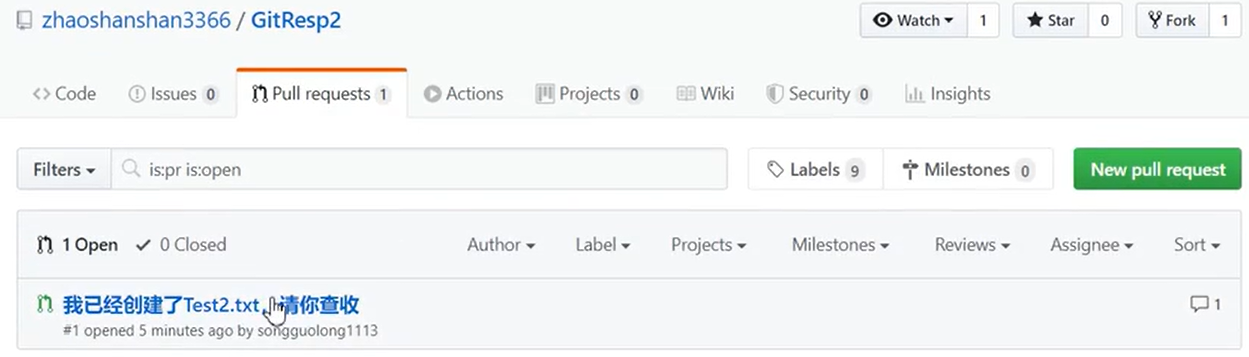 zhaoshanshan3366 / GitResp2
Watch 1 Star 0 Fork 1
Code Issues 0 Pull requests 1 Actions Projects 0 Wiki Security 0 Insights
Filters is:pr is:open Labels 9 Milestones 0 New pull request
1 Open 0 Closed Author Label Projects Milestones Reviews Assignee Sort
我已经创建了Test2.txt,请你查收 1
#1 opened 5 minutes ago by songguolong1113